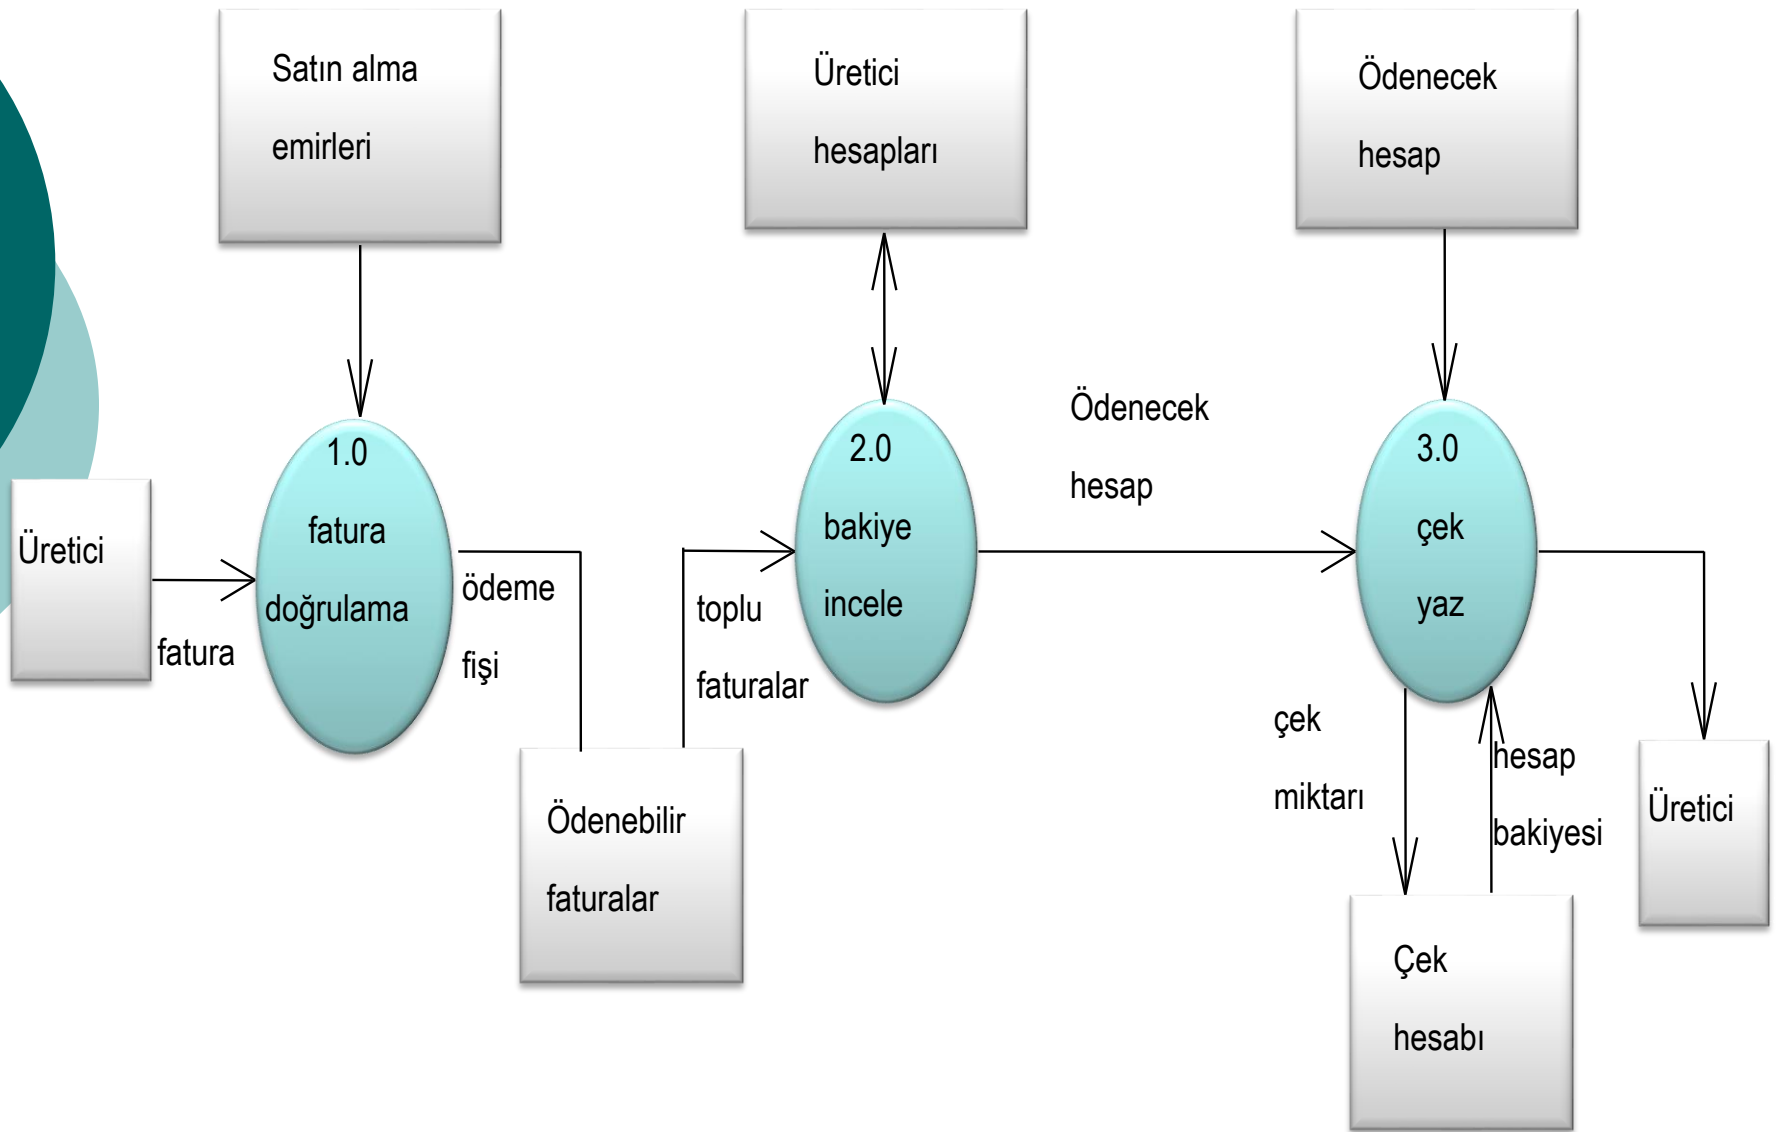 Satın alma
emirleri
Üretici
hesapları
Ödenecek
hesap
Üretici
fatura
1.0
fatura
doğrulama
ödeme
fişi
Ödenebilir
faturalar
toplu
faturalar
2.0
bakiye
incele
Ödenecek
hesap
3.0
çek
yaz
çek
miktarı
hesap
bakiyesi
Çek
hesabı
Üretici